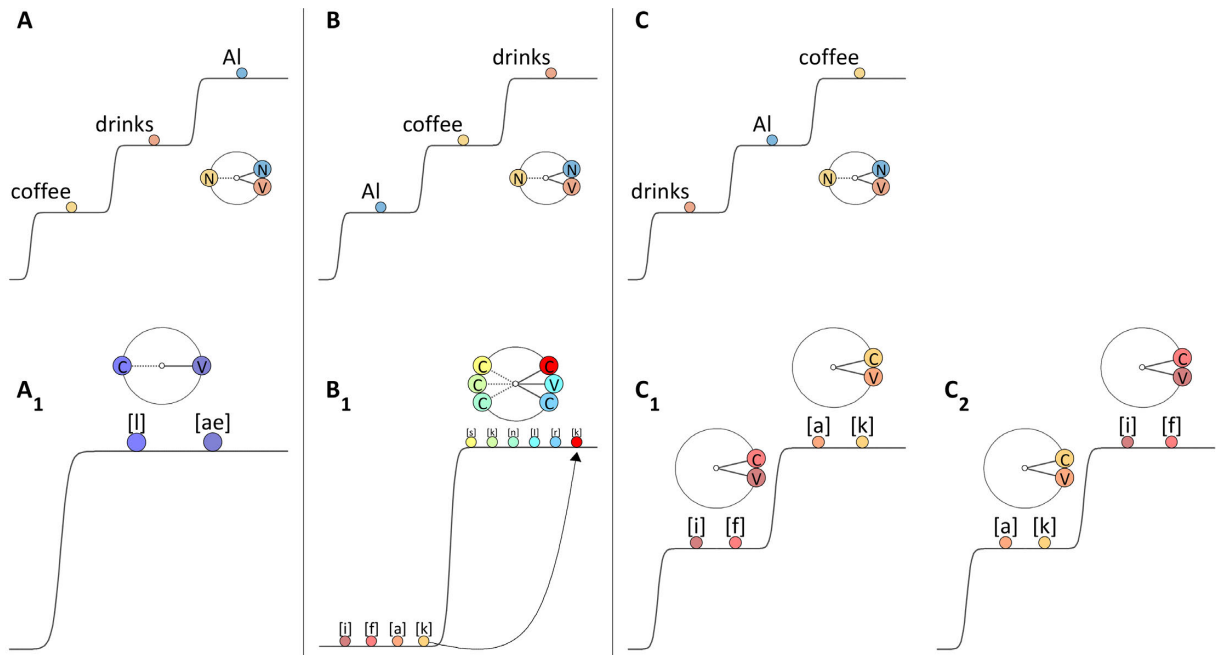 A
B
C
Al
drinks
coffee
N
N
V
drinks
coffee
Al
N
N
V
coffee
Al
drinks
N
N
V
A1
C
V
[l]
[ae]
B1
C
C
C
C
V
C
[s] [k] [n] [l] [r] [k]
[i] [f] [a] [k]
C1
C
V
[a] [k]
C
V
[i] [f]
C2
C
V
[i] [f]
C
V
[a] [k]